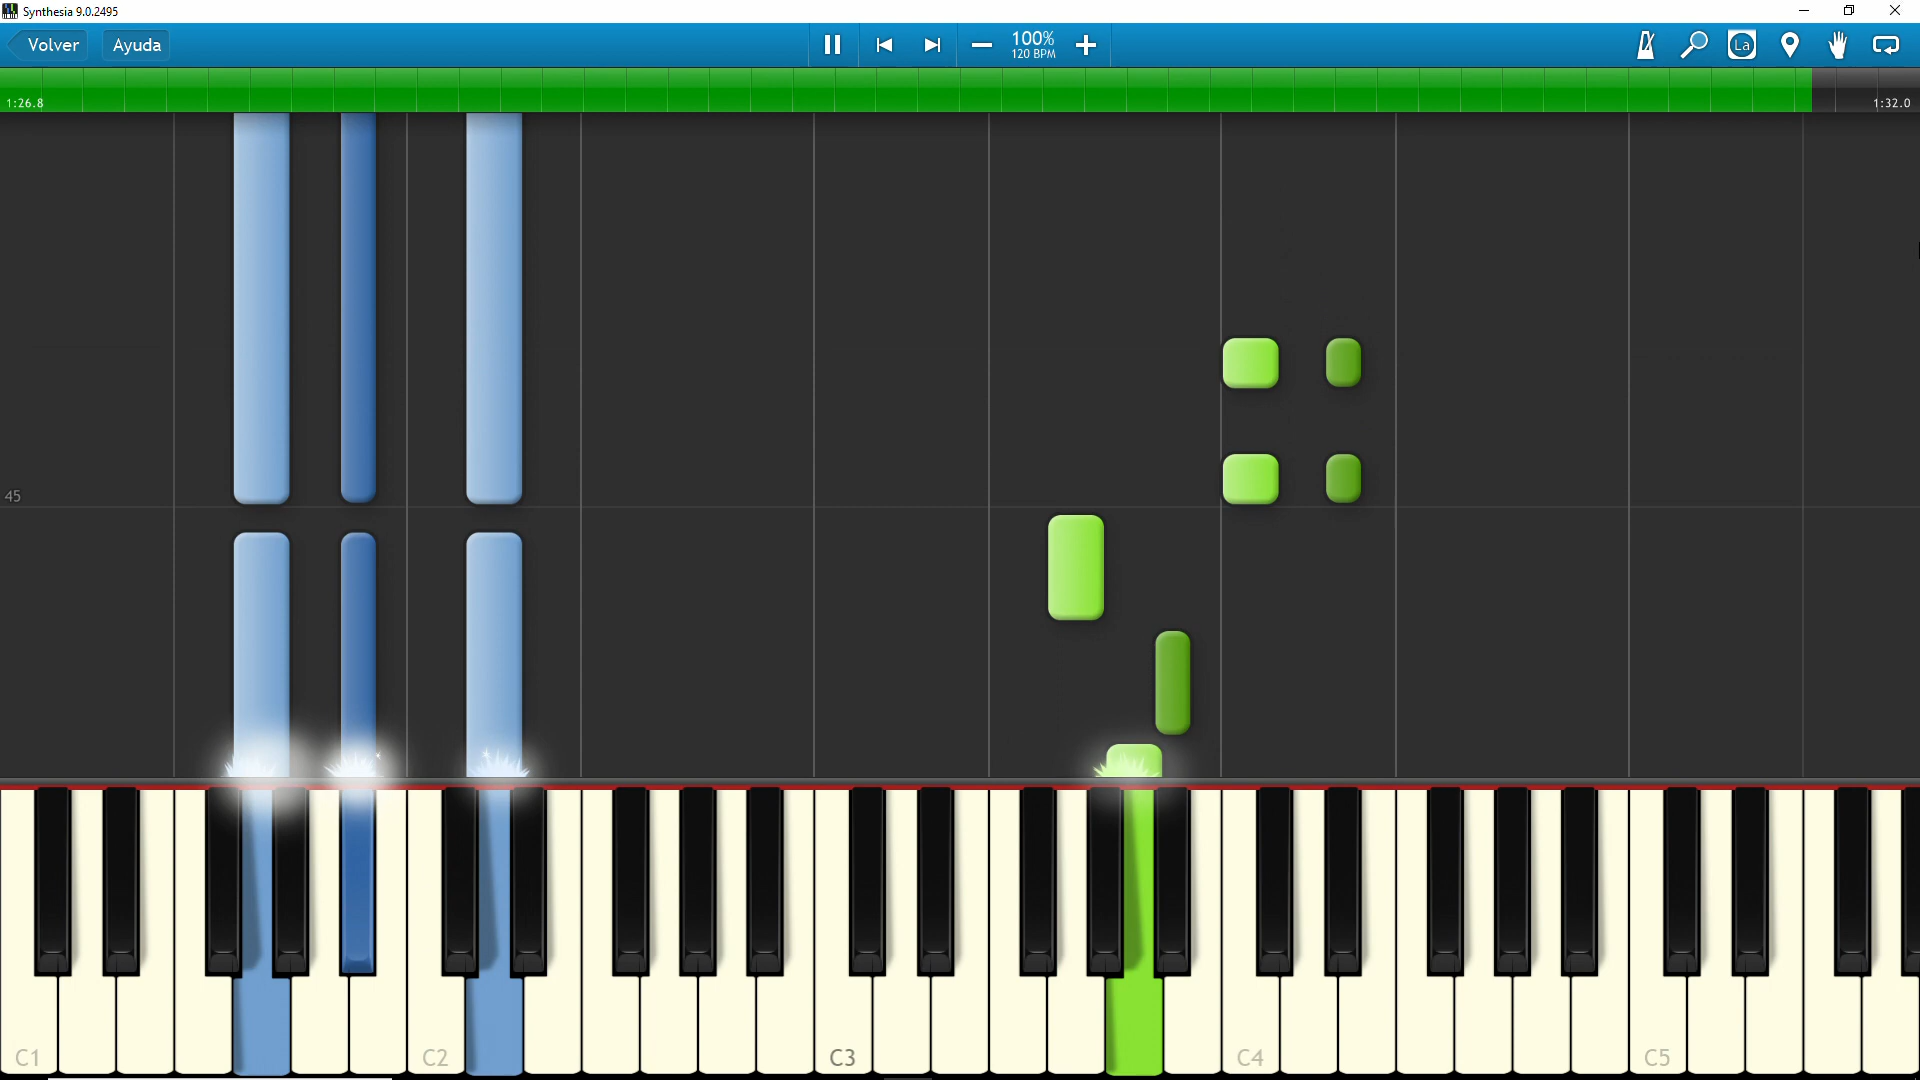 Synthesia 9.0.2495
Volver
Ayuda
100%
120 BPM
La
1:26.8
1:32.0
45
C1
C2
C3
C4
C5